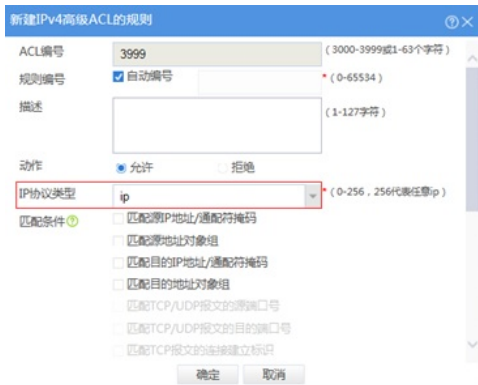 新建IPv4高级ACL的规则
ACL编号 3999 (3000-3999或1-63个字符)
规则编号 自动编号 * (0-65534)
描述 (1-127字符)
动作 允许 拒绝
IP协议类型 ip * (0-256，256代表任意ip)
匹配条件 匹配源IP地址/通配符掩码
匹配源地址对象组
匹配目的IP地址/通配符掩码
匹配目的地址对象组
匹配TCP/UDP报文的源端口号
匹配TCP/UDP报文的目的端口号
匹配TCP报文的连接建立标识
确定 取消